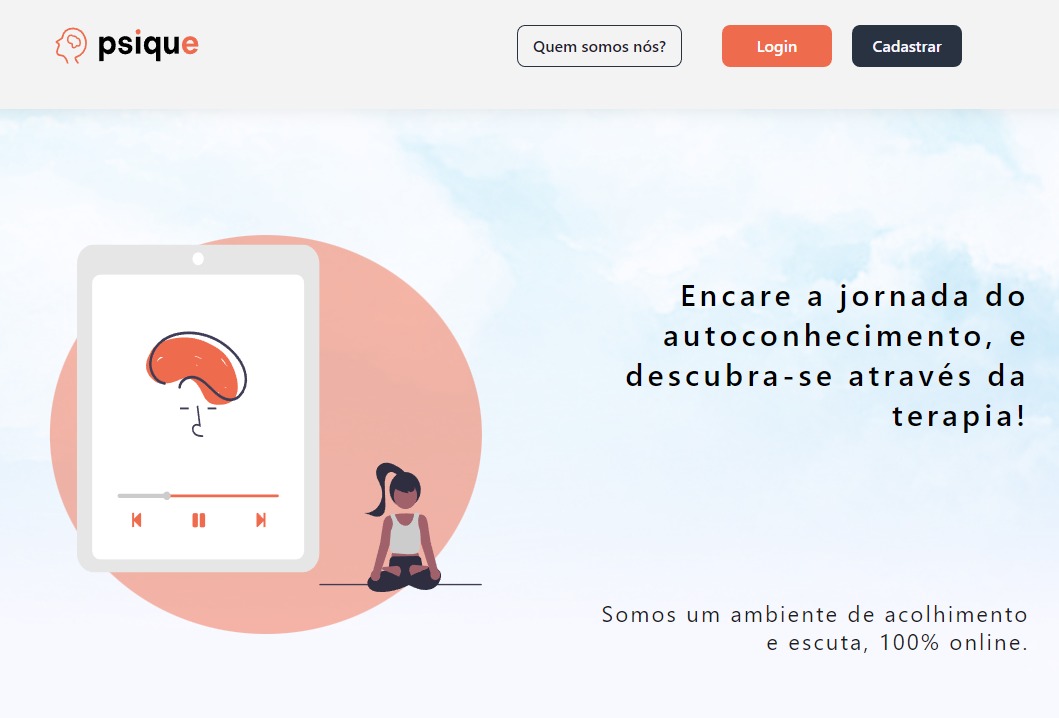 psique
Quem somos nós?
Login
Cadastrar
Encare a jornada do
autoconhecimento, e
descubra-se através da
terapia!
Somos um ambiente de acolhimento
e escuta, 100% online.